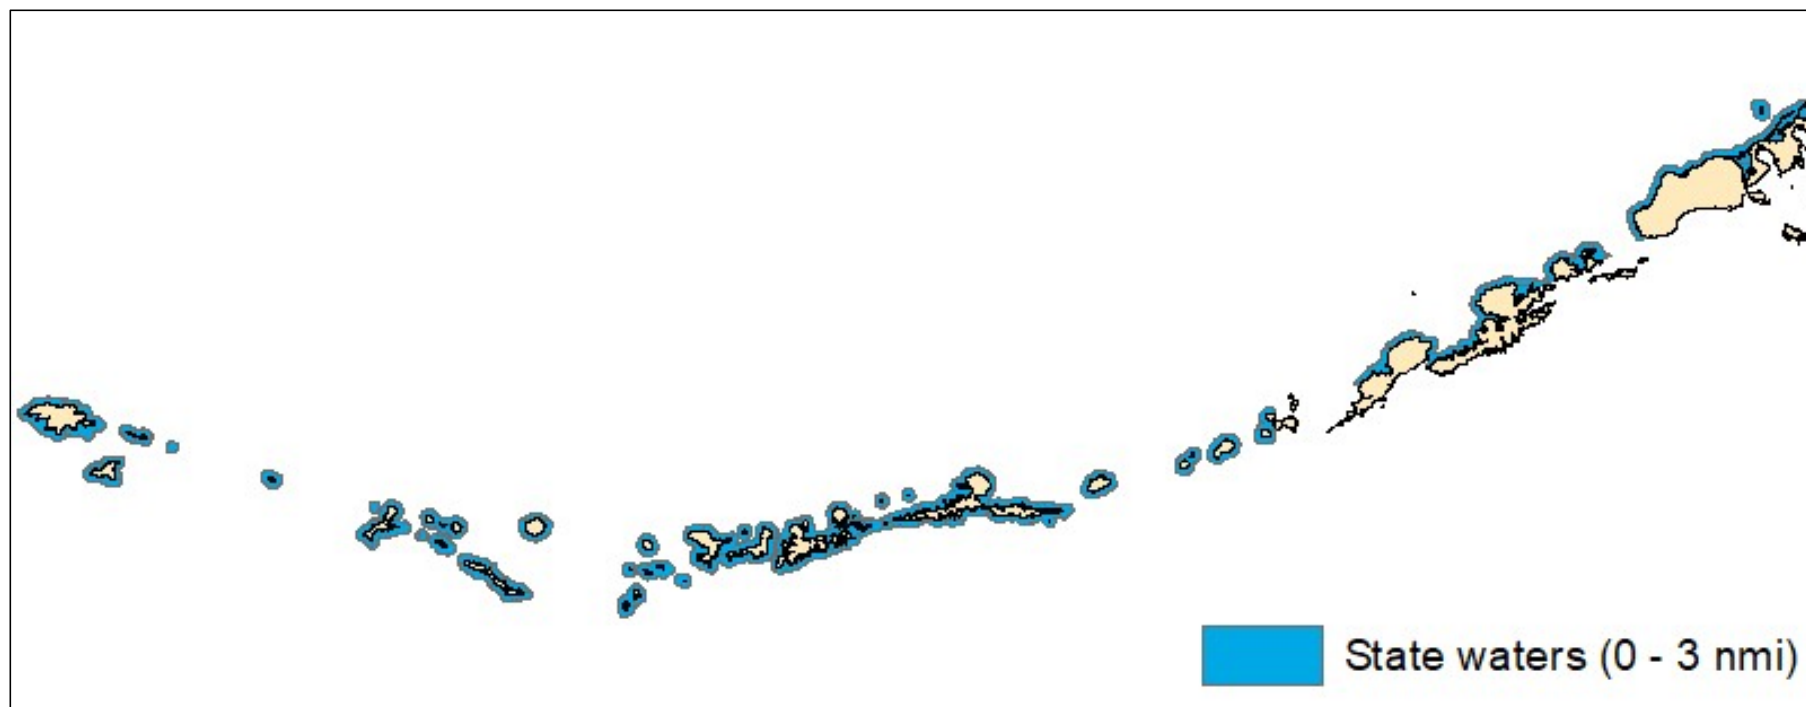 State waters (0 - 3 nmi)